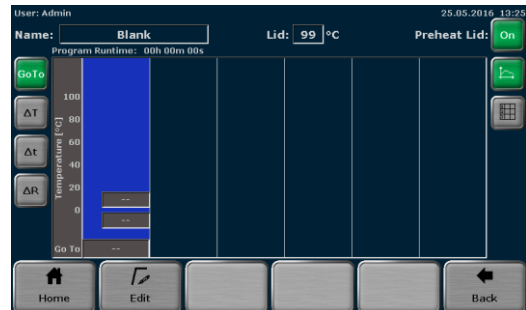 User: Admin 25.05.2016 13:25
Name: Blank Lid: 99 °C Preheat Lid: On
Program Runtime: 00h 00m 00s
GoTo
ΔT
Δt
ΔR
Temperature [°C]
100
80
60
40
20
0
--
--
Go To --
Home Edit Back